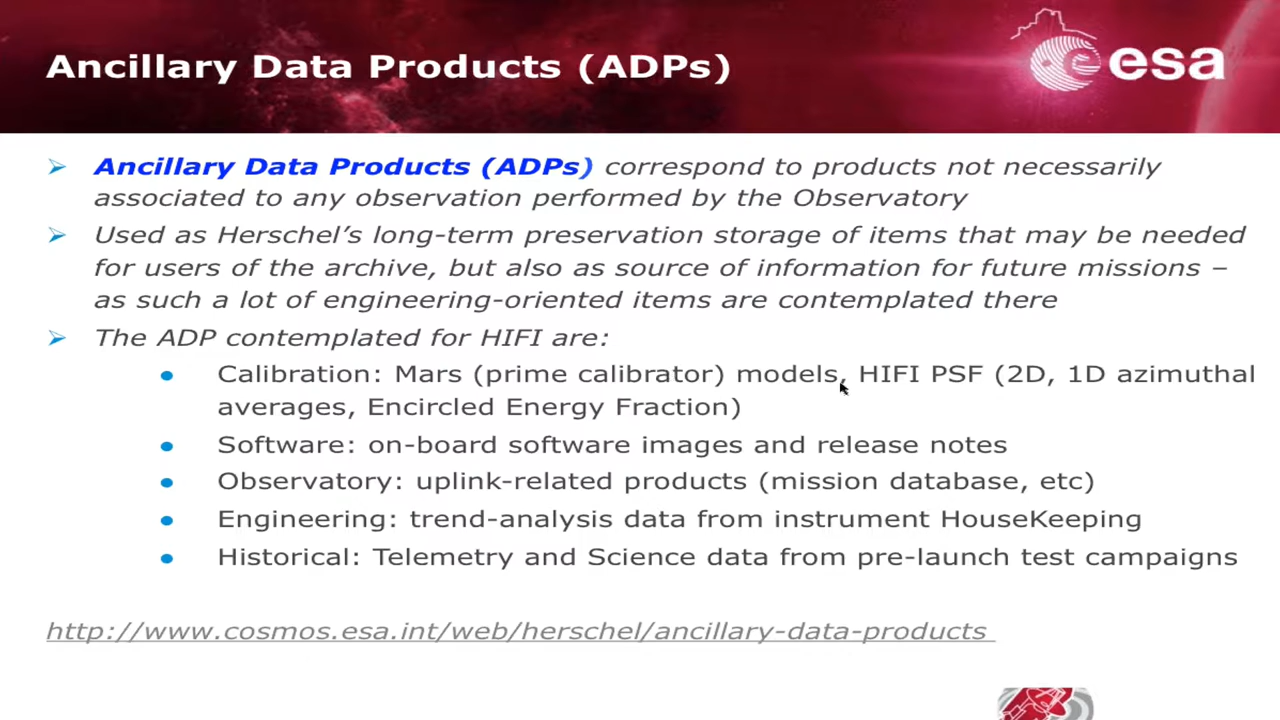 Ancillary Data Products (ADPs)
esa
Ancillary Data Products (ADPs) correspond to products not necessarily
associated to any observation performed by the Observatory
Used as Herschel’s long-term preservation storage of items that may be needed
for users of the archive, but also as source of information for future missions –
as such a lot of engineering-oriented items are contemplated there
The ADP contemplated for HIFI are:
Calibration: Mars (prime calibrator) models, HIFI PSF (2D, 1D azimuthal
averages, Encircled Energy Fraction)
Software: on-board software images and release notes
Observatory: uplink-related products (mission database, etc)
Engineering: trend-analysis data from instrument HouseKeeping
Historical: Telemetry and Science data from pre-launch test campaigns
http://www.cosmos.esa.int/web/herschel/ancillary-data-products